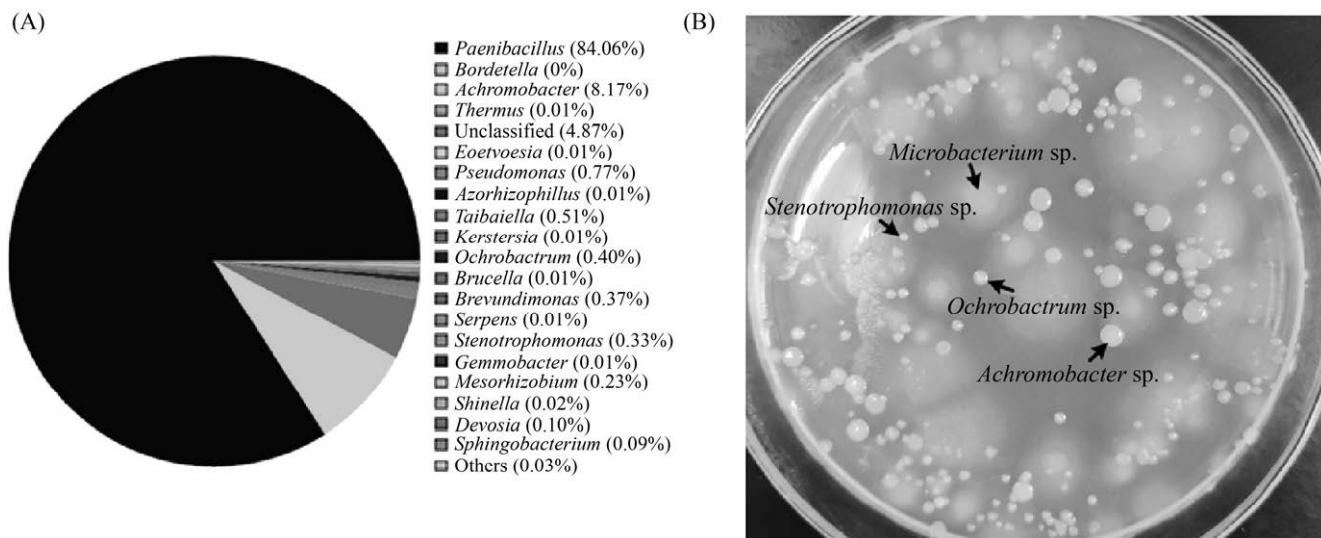 (A)
Paenibacillus (84.06%)
Bordetella (0%)
Achromobacter (8.17%)
Thermus (0.01%)
Unclassified (4.87%)
Eoetvoesia (0.01%)
Pseudomonas (0.77%)
Azorhizophillus (0.01%)
Taibaiella (0.51%)
Kerstersia (0.01%)
Ochrobactrum (0.40%)
Brucella (0.01%)
Brevundimonas (0.37%)
Serpens (0.01%)
Stenotrophomonas (0.33%)
Gemmobacter (0.01%)
Mesorhizobium (0.23%)
Shinella (0.02%)
Devosia (0.10%)
Sphingobacterium (0.09%)
Others (0.03%)
(B)
Microbacterium sp.
Stenotrophomonas sp.
Ochrobactrum sp.
Achromobacter sp.